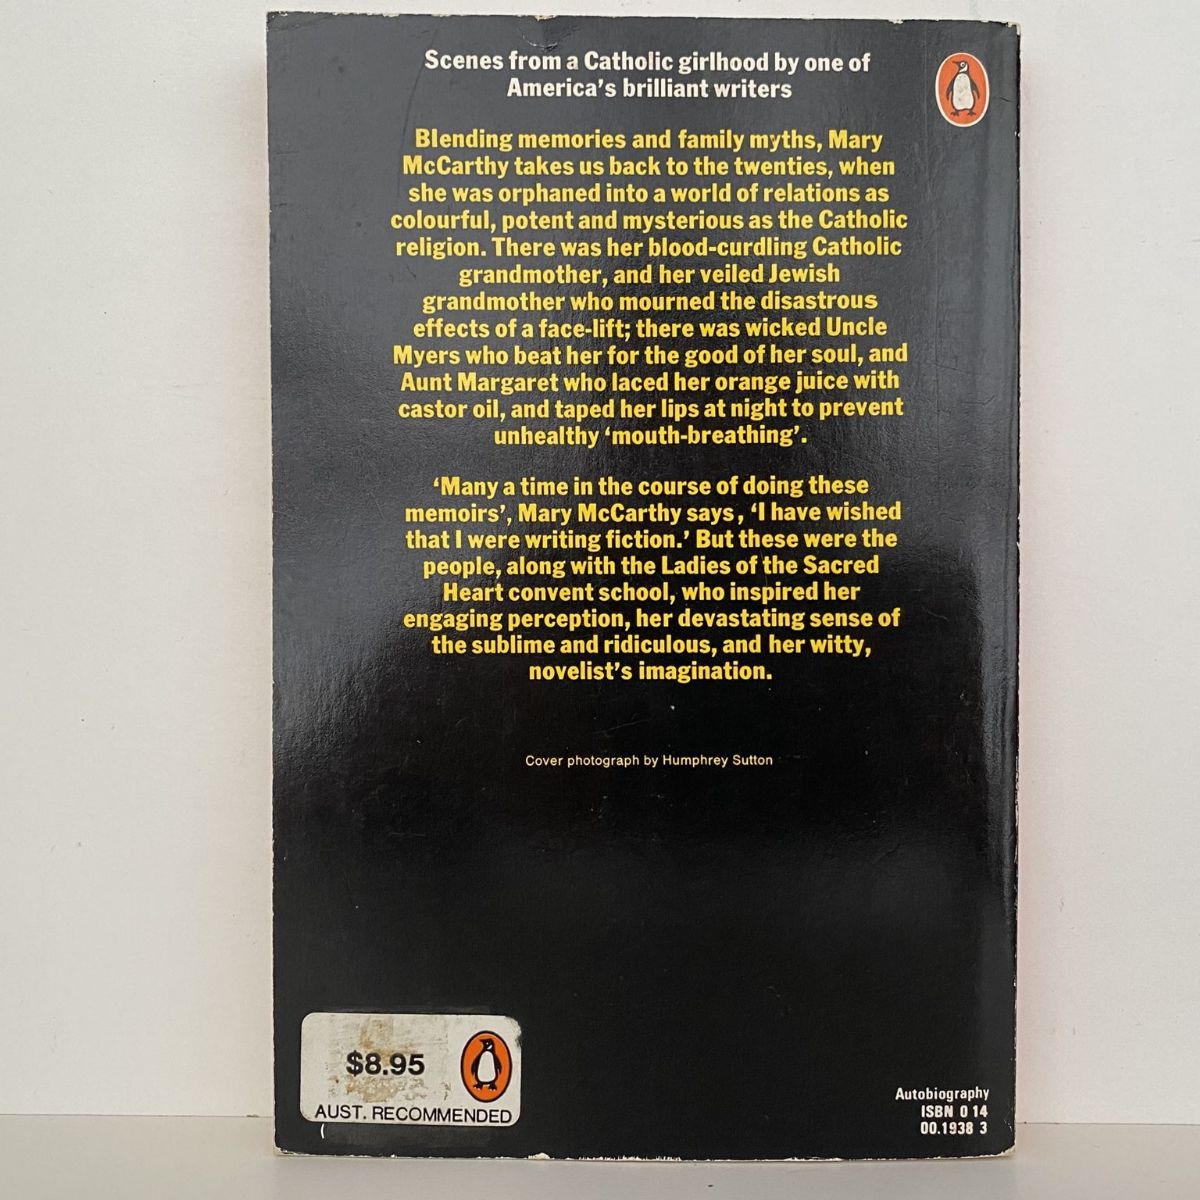 Scenes from a Catholic girlhood by one of
America's brilliant writers
Blending memories and family myths, Mary
McCarthy takes us back to the twenties, when
she was orphaned into a world of relations as
colourful, potent and mysterious as the Catholic
religion. There was her blood-curdling Catholic
grandmother, and her veiled Jewish
grandmother who mourned the disastrous
effects of a face-lift; there was wicked Uncle
Myers who beat her for the good of her soul, and
Aunt Margaret who laced her orange juice with
castor oil, and taped her lips at night to prevent
unhealthy ‘mouth-breathing’.
‘Many a time in the course of doing these
memoirs’, Mary McCarthy says, ‘I have wished
that I were writing fiction.’ But these were the
people, along with the Ladies of the Sacred
Heart convent school, who inspired her
engaging perception, her devastating sense of
the sublime and ridiculous, and her witty,
novelist's imagination.
Cover photograph by Humphrey Sutton
$8.95
AUST. RECOMMENDED
Autobiography
ISBN 0 14
00.1938 3